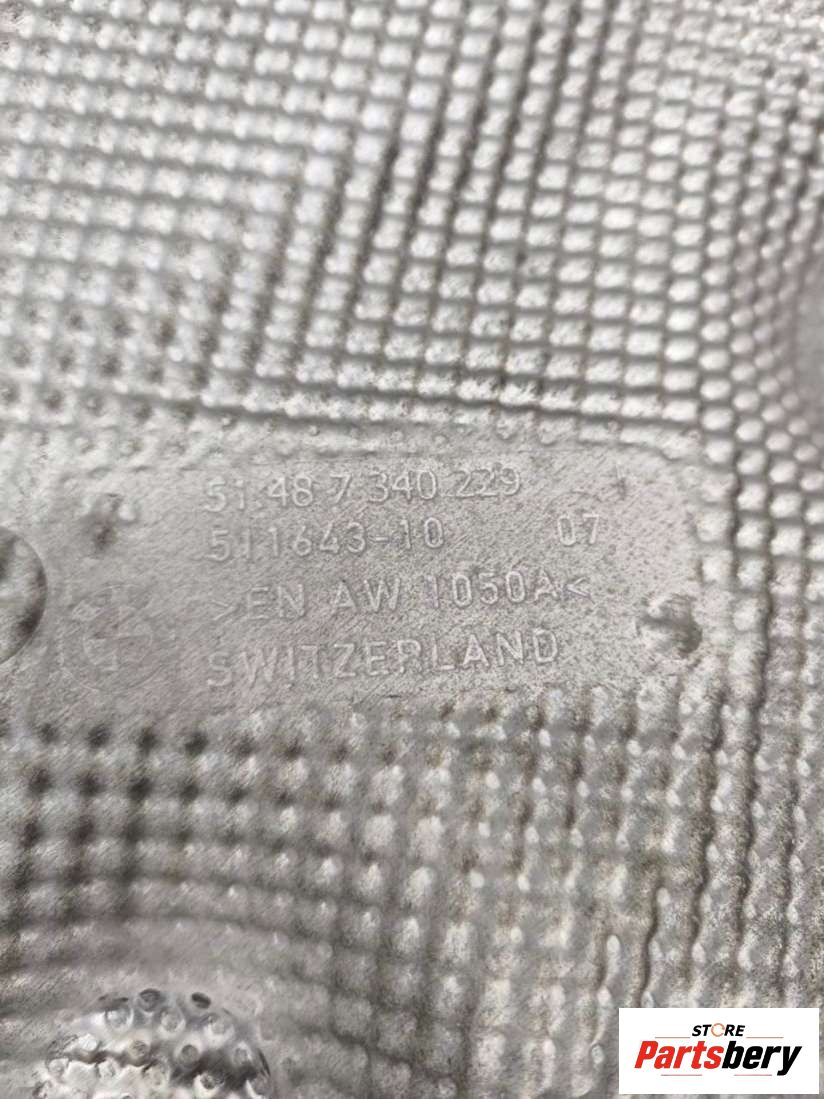 51.48 7 340.229
511643-10 07
>EN AW 1050A<
SWITZERLAND
STORE
Partsbery